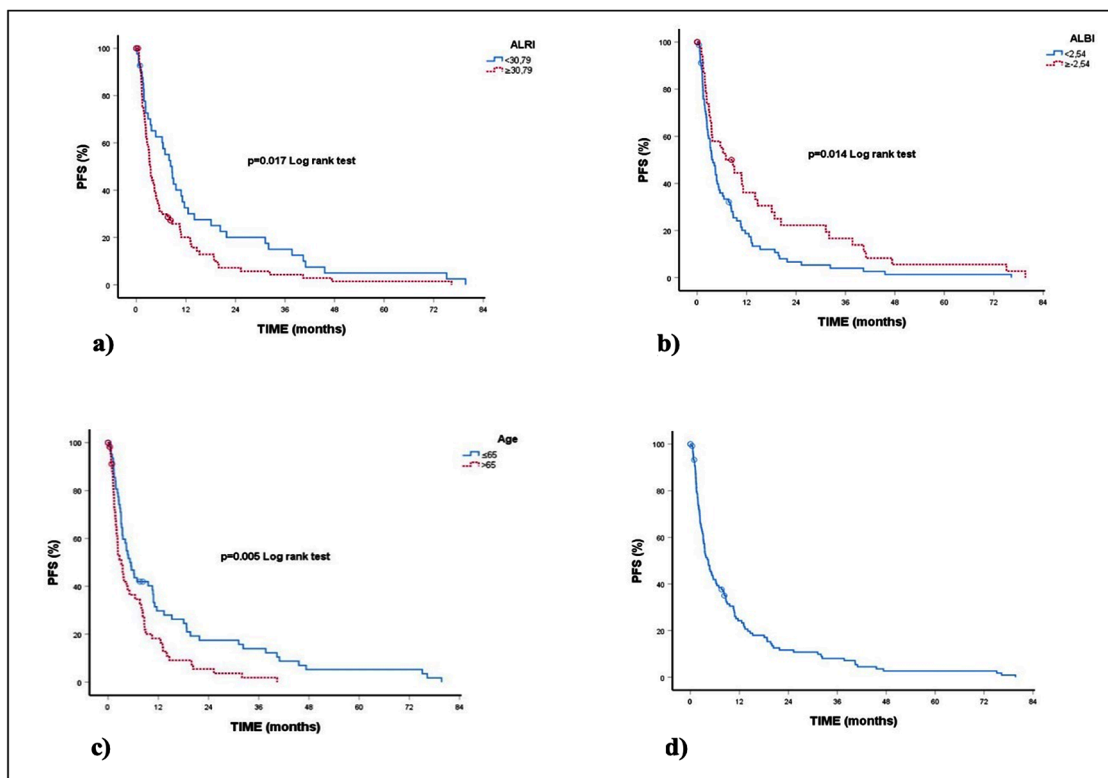 ALRI
<30,79
≥30,79
100
80
60
40
20
0
PFS (%)
p=0.017 Log rank test
0 12 24 36 48 60 72 84
TIME (months)
a)
ALBI
<2,54
≥-2,54
100
80
60
40
20
0
PFS (%)
p=0.014 Log rank test
0 12 24 36 48 60 72 84
TIME (months)
b)
Age
≤65
>65
100
80
60
40
20
0
PFS (%)
p=0.005 Log rank test
0 12 24 36 48 60 72 84
TIME (months)
c)
100
80
60
40
20
0
PFS (%)
0 12 24 36 48 60 72 84
TIME (months)
d)